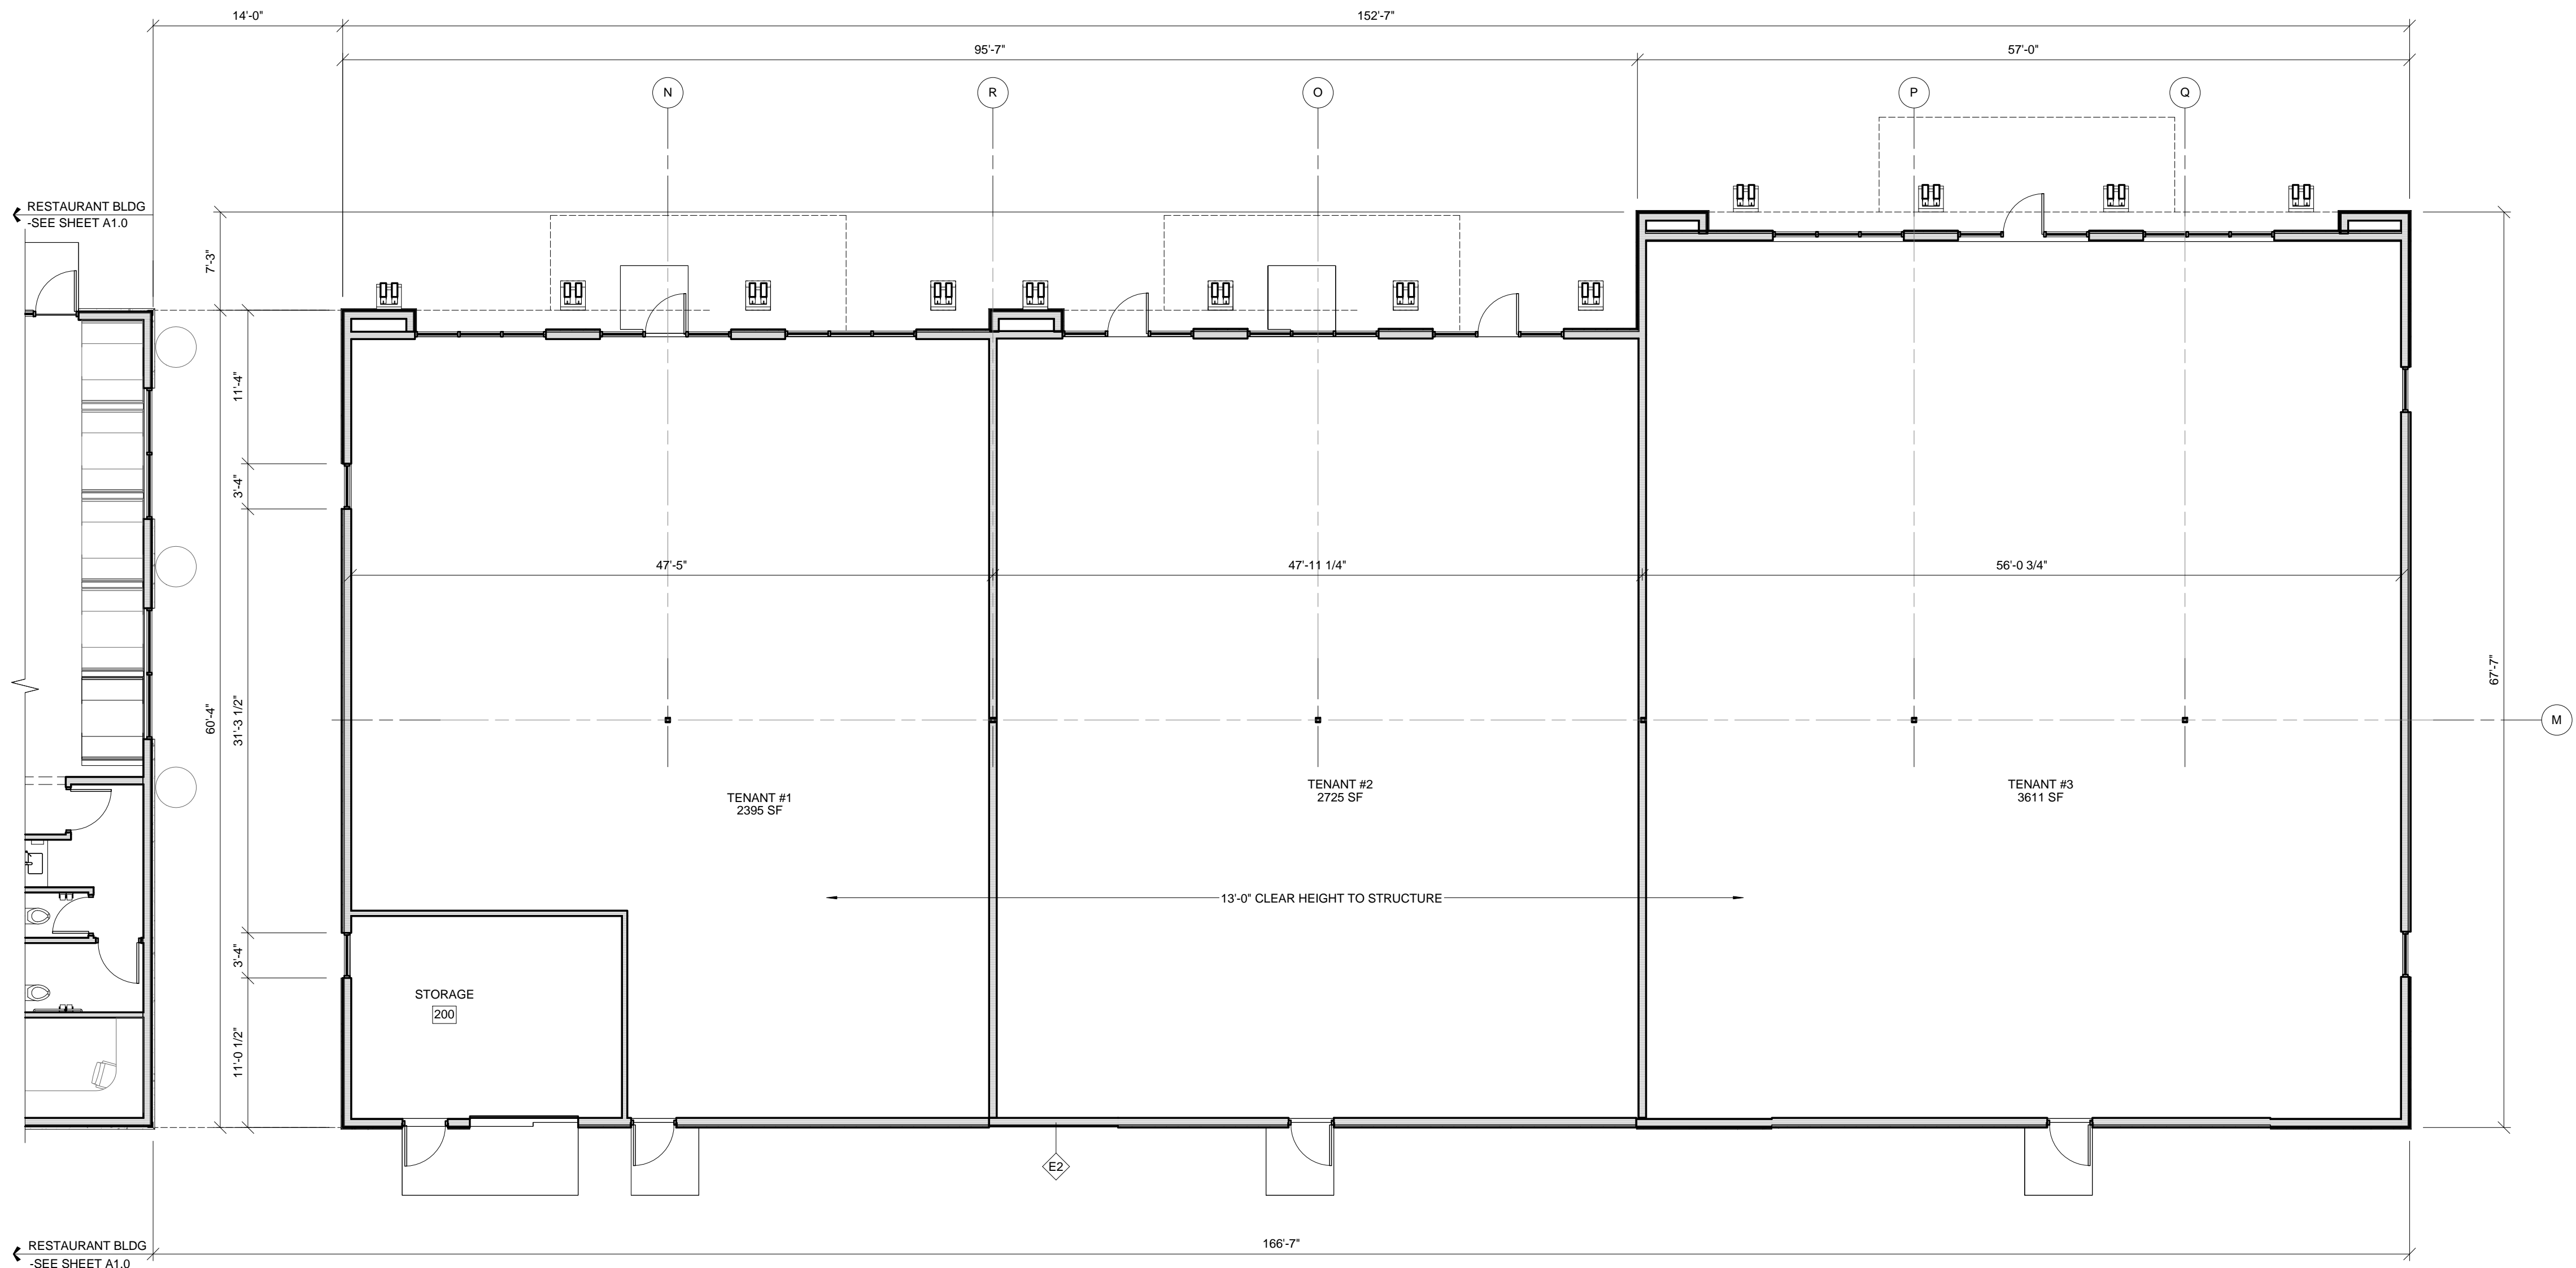 14'-0"
152'-7"
95'-7"
57'-0"
N
R
O
P
Q
RESTAURANT BLDG
-SEE SHEET A1.0
7'-3"
11'-4"
3'-4"
47'-5"
47'-11 1/4"
56'-0 3/4"
67'-7"
60'-4"
31'-3 1/2"
M
TENANT #1
2395 SF
TENANT #2
2725 SF
TENANT #3
3611 SF
13'-0" CLEAR HEIGHT TO STRUCTURE
3'-4"
STORAGE
200
11'-0 1/2"
E2
RESTAURANT BLDG
-SEE SHEET A1.0
166'-7"